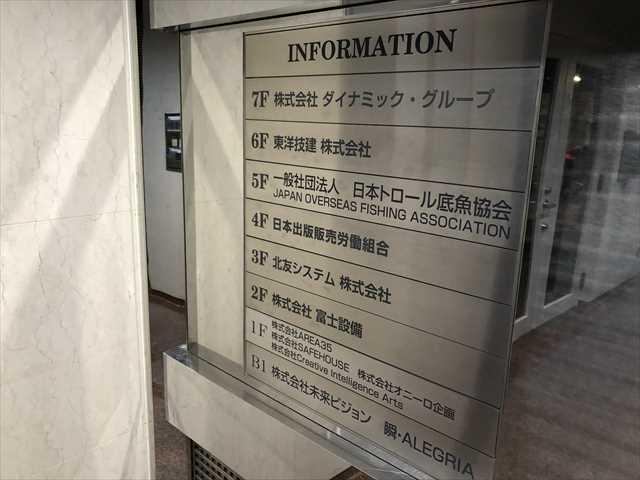 INFORMATION
7F 株式会社 ダイナミック・グループ
6F 東洋技建 株式会社
5F 一般社団法人 日本トロール底魚協会
JAPAN OVERSEAS FISHING ASSOCIATION
4F 日本出版販売労働組合
3F 北友システム 株式会社
2F 株式会社 富士設備
1F 株式会社AREA35
株式会社SAFEHOUSE 株式会社オニーロ企画
株式会社Creative Intelligence Arts
B1 株式会社未来ビジョン 瞬・ALEGRIA